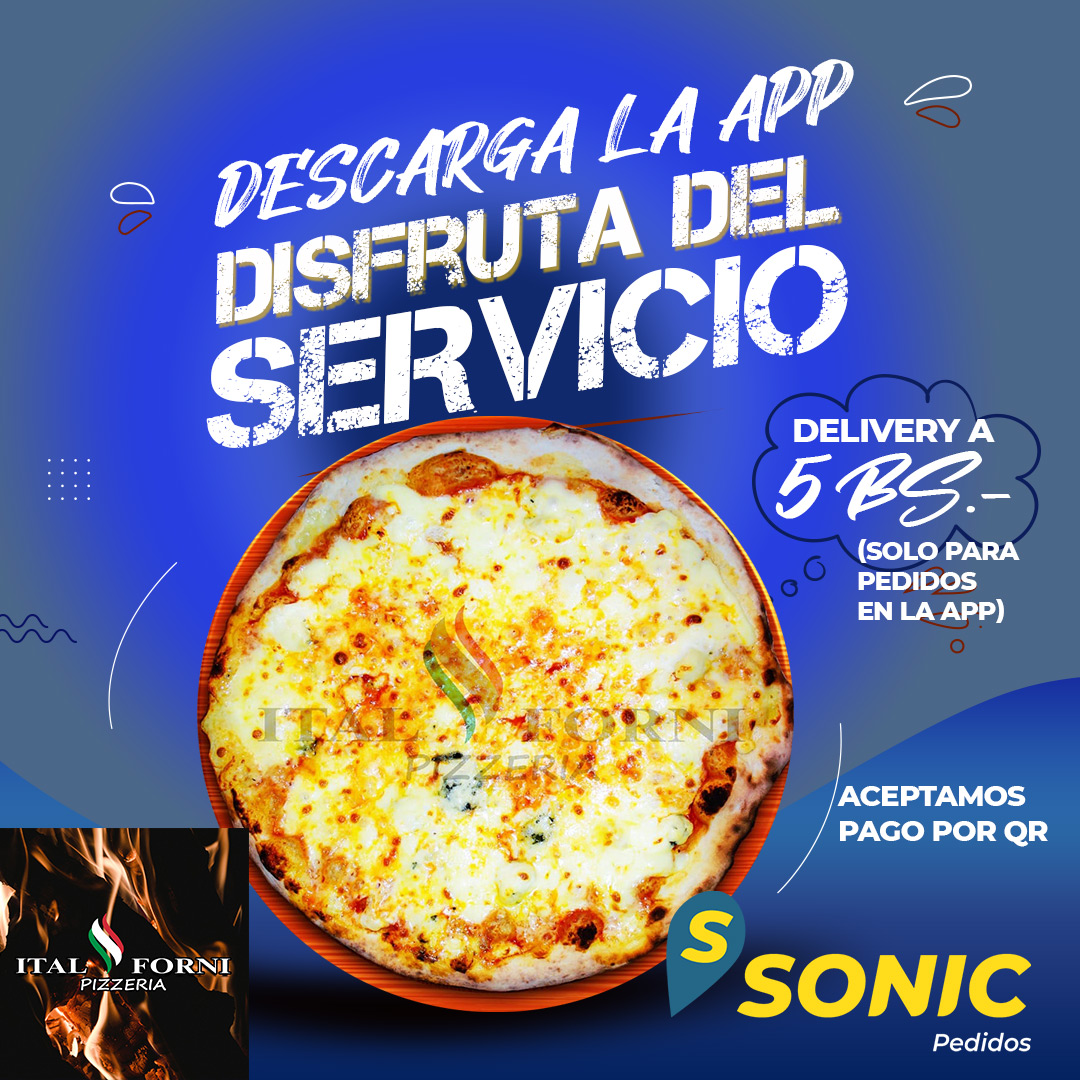 DESCARGA LA APP
DISFRUTA DEL
SERVICIO
DELIVERY A
5 BS.-
(SOLO PARA
PEDIDOS
EN LA APP)
ITAL FORNI
PIZZERIA
ACEPTAMOS
PAGO POR QR
ITAL FORNI
PIZZERIA
S
SONIC
Pedidos